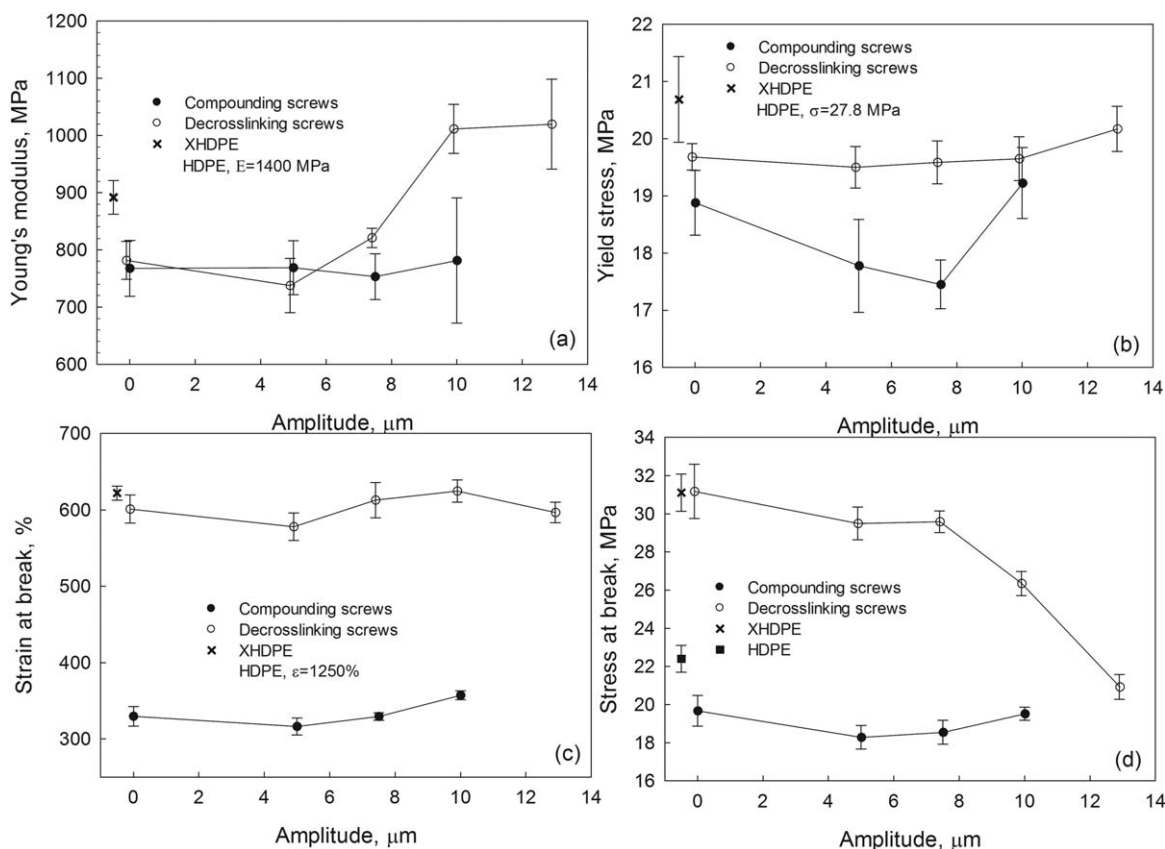 1200
1100
1000
900
800
700
600
Young's modulus, MPa
Compounding screws
Decrosslinking screws
XHDPE
HDPE, E=1400 MPa
(a)
0 2 4 6 8 10 12 14
Amplitude, μm
22
21
20
19
18
17
16
Yield stress, MPa
Compounding screws
Decrosslinking screws
XHDPE
HDPE, σ=27.8 MPa
(b)
0 2 4 6 8 10 12 14
Amplitude, μm
700
600
500
400
300
Strain at break, %
Compounding screws
Decrosslinking screws
XHDPE
HDPE, ε=1250%
(c)
0 2 4 6 8 10 12 14
Amplitude, μm
34
32
30
28
26
24
22
20
18
16
Stress at break, MPa
Compounding screws
Decrosslinking screws
XHDPE
HDPE
(d)
0 2 4 6 8 10 12 14
Amplitude, μm